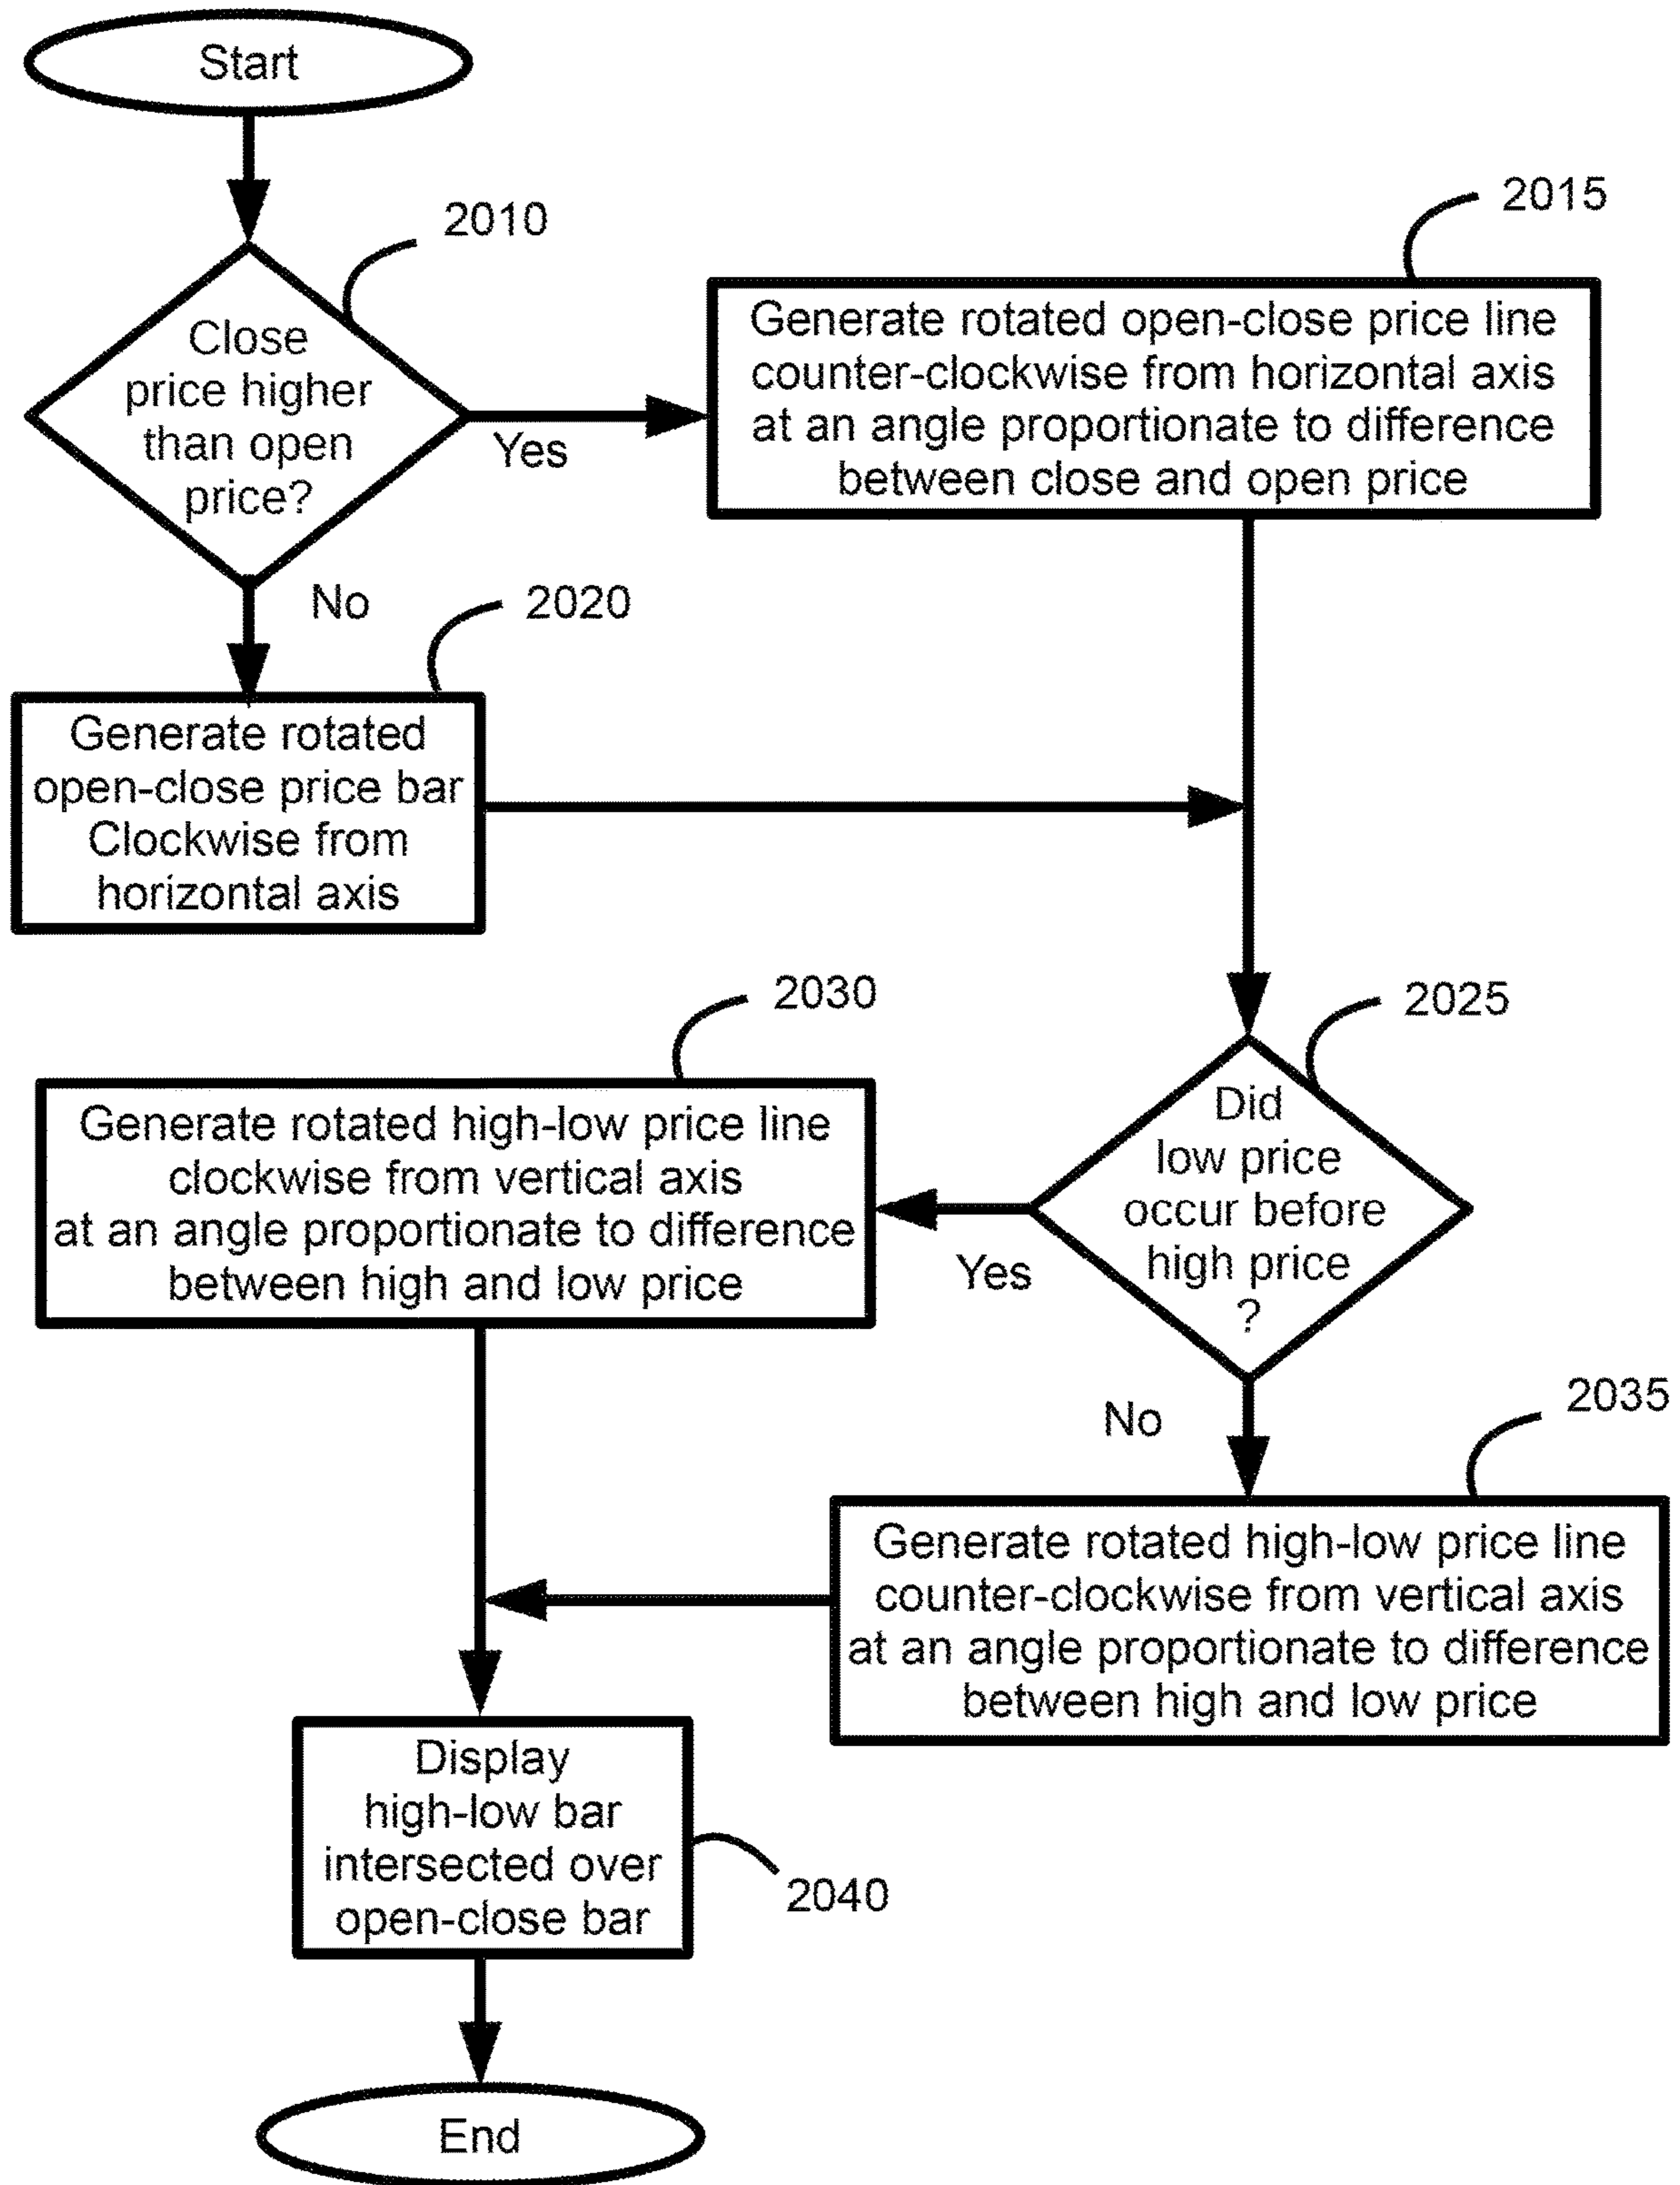 Start
2010
Close
price higher
than open
price?
Yes
2015
Generate rotated open-close price line
counter-clockwise from horizontal axis
at an angle proportionate to difference
between close and open price
No
2020
Generate rotated
open-close price bar
Clockwise from
horizontal axis
2025
Did
low price
occur before
high price
?
Yes
2030
Generate rotated high-low price line
clockwise from vertical axis
at an angle proportionate to difference
between high and low price
No
2035
Generate rotated high-low price line
counter-clockwise from vertical axis
at an angle proportionate to difference
between high and low price
Display
high-low bar
intersected over
open-close bar
2040
End